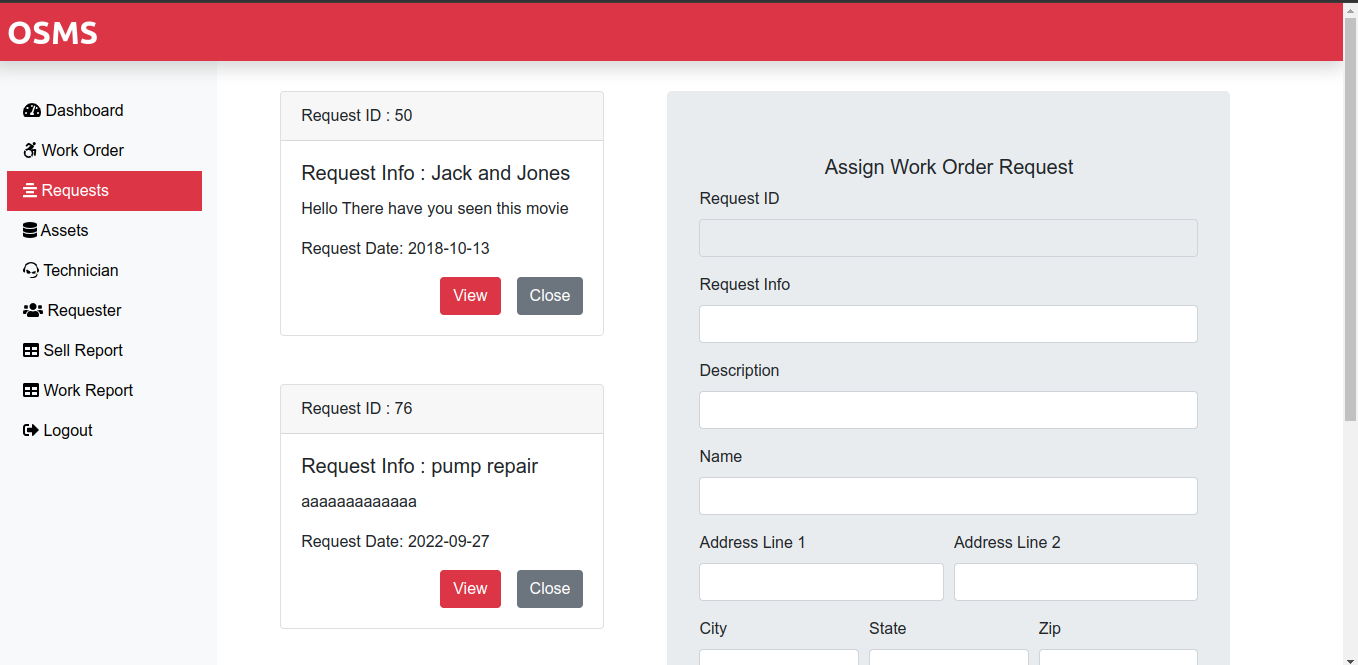 OSMS
Dashboard
Work Order
Requests
Assets
Technician
Requester
Sell Report
Work Report
Logout
Request ID : 50
Request Info : Jack and Jones
Hello There have you seen this movie
Request Date: 2018-10-13
View Close
Request ID : 76
Request Info : pump repair
aaaaaaaaaaaaa
Request Date: 2022-09-27
View Close
Assign Work Order Request
Request ID
Request Info
Description
Name
Address Line 1 Address Line 2
City State Zip